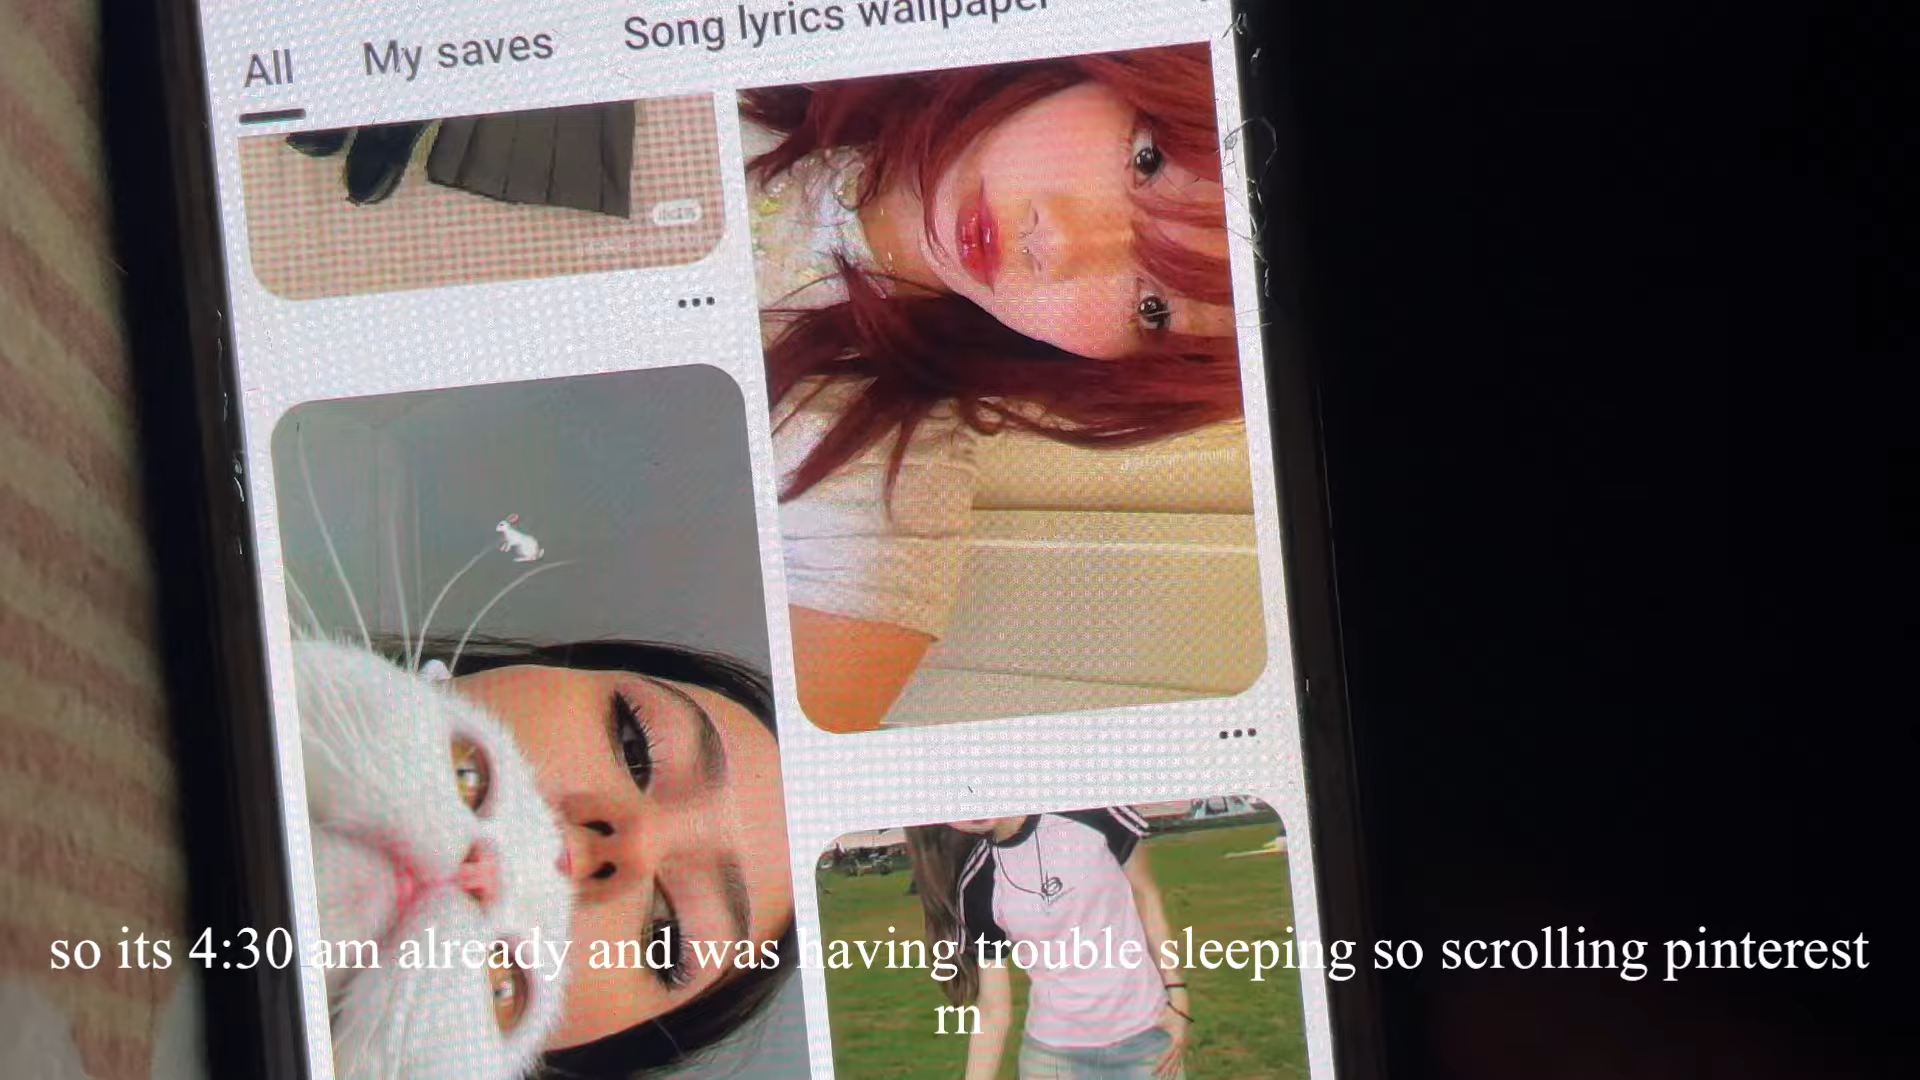 All My saves Song lyrics wallpaper
so its 4:30 am already and was having trouble sleeping so scrolling pinterest
rn